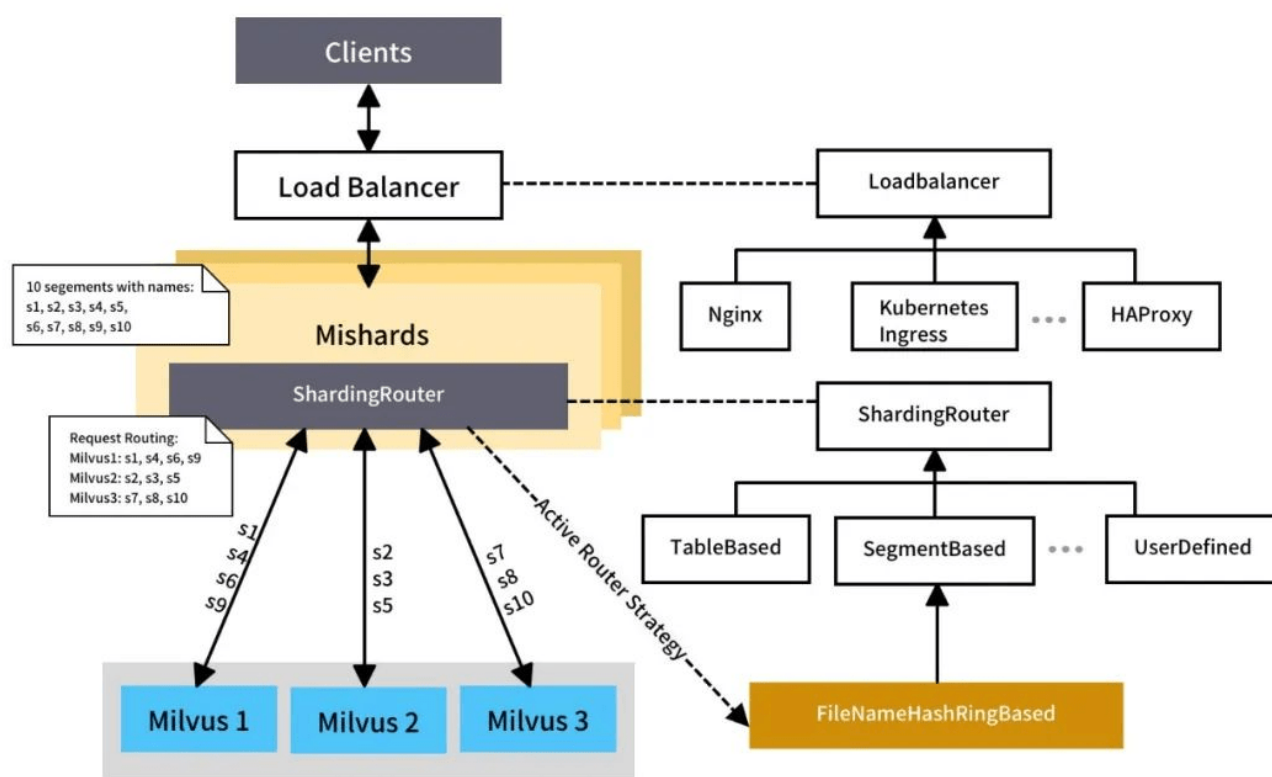 Clients
Load Balancer
Loadbalancer
10 segements with names:
s1, s2, s3, s4, s5,
s6, s7, s8, s9, s10
Nginx
Kubernetes
Ingress
HAProxy
Mishards
ShardingRouter
ShardingRouter
Request Routing:
Milvus1: s1, s4, s6, s9
Milvus2: s2, s3, s5
Milvus3: s7, s8, s10
TableBased
SegmentBased
UserDefined
s1
s4
s6
s9
s2
s3
s5
s7
s8
s10
Active Router Strategy
Milvus 1
Milvus 2
Milvus 3
FileNameHashRingBased